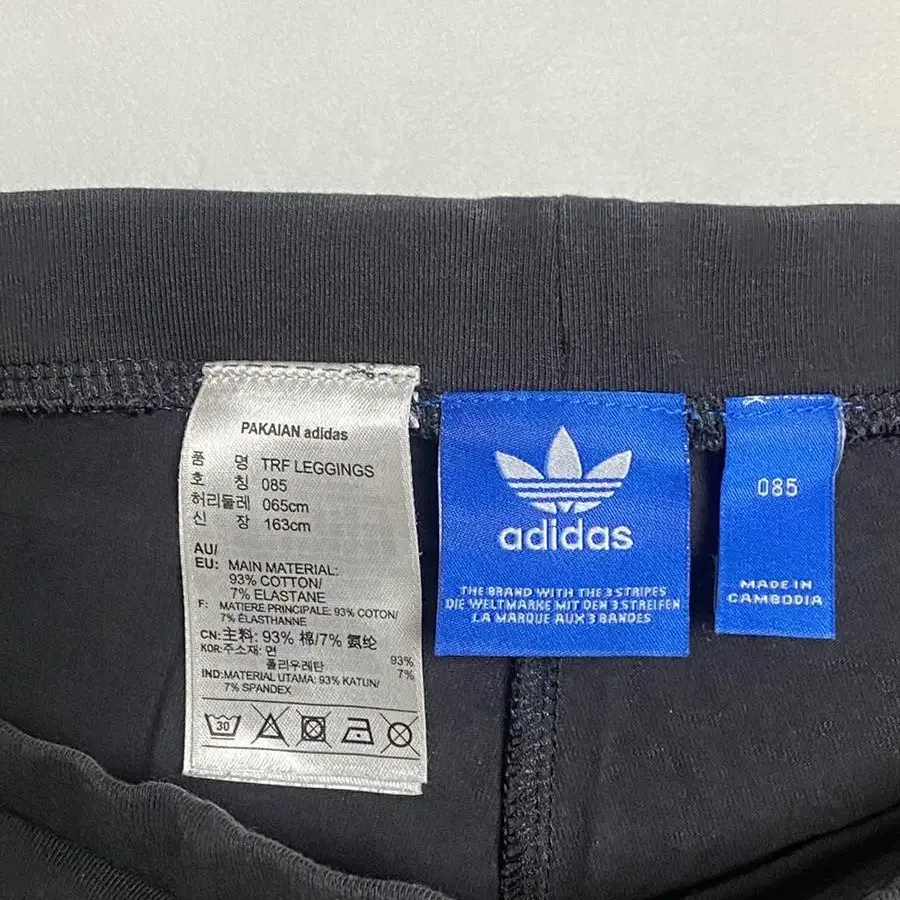 PAKAIAN adidas
품 명 TRF LEGGINGS
호 칭 085
허리둘레 065cm
신 장 163cm
AU/
EU: MAIN MATERIAL:
93% COTTON/
7% ELASTANE
F: MATIERE PRINCIPALE: 93% COTON/
7% ÉLASTHANNE
CN:主料: 93% 棉/7% 氨纶
KOR:주소재: 면 93%
폴리우레탄 7%
IND:MATERIAL UTAMA: 93% KATUN/
7% SPANDEX
30
adidas
THE BRAND WITH THE 3 STRIPES
DIE WELTMARKE MIT DEN 3 STREIFEN
LA MARQUE AUX 3 BANDES
085
MADE IN
CAMBODIA